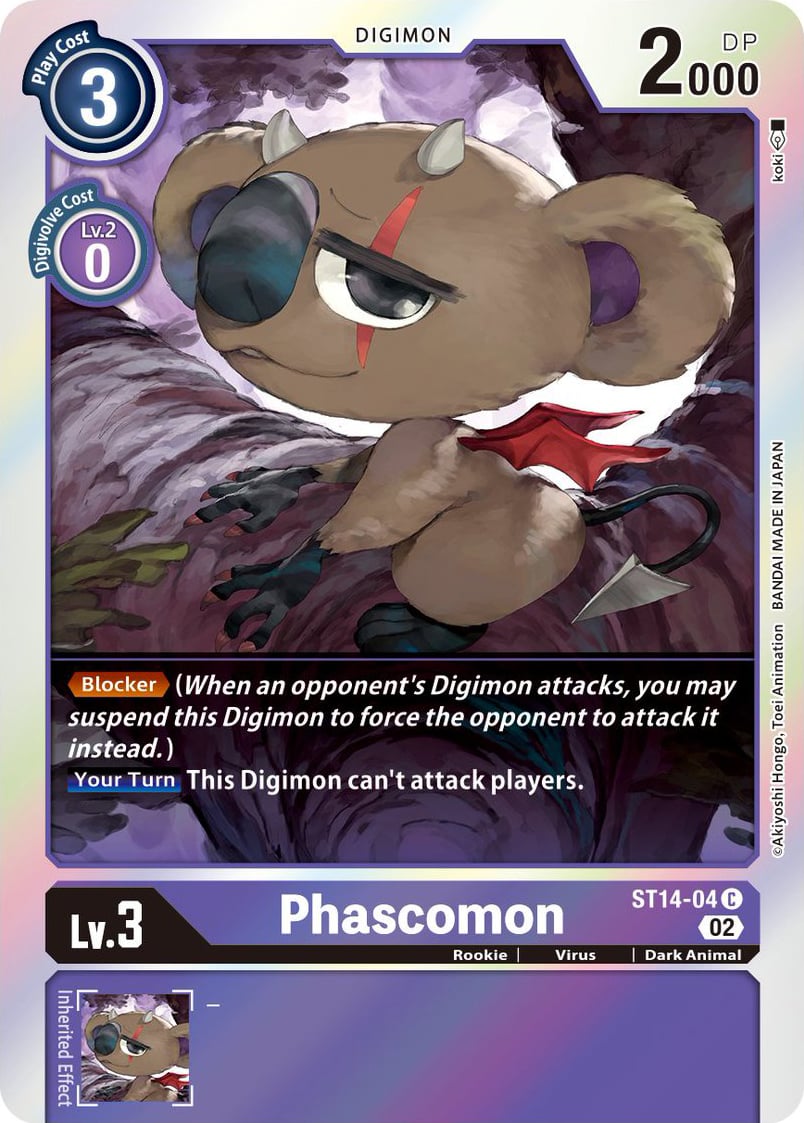 DIGIMON
Play Cost
3
DP
2000
koki
Digivolve Cost
Lv.2
0
Blocker (When an opponent's Digimon attacks, you may
suspend this Digimon to force the opponent to attack it
instead.)
Your Turn This Digimon can't attack players.
©Akiyoshi Hongo, Toei Animation BANDAI MADE IN JAPAN
Lv.3
Phascomon
ST14-04 C
02
Rookie | Virus | Dark Animal
Inherited Effect
–